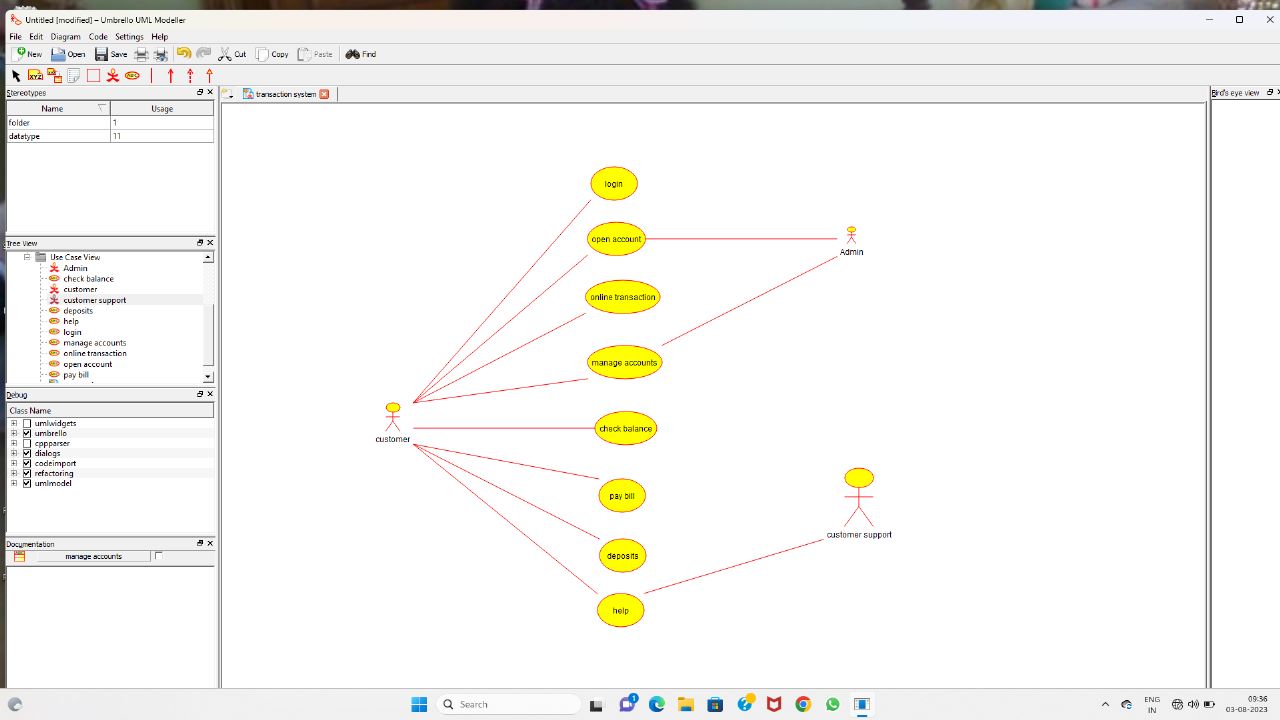 Untitled [modified] – Umbrello UML Modeller
File Edit Diagram Code Settings Help
New Open Save Cut Copy Paste Find
XYZ ABC
Stereotypes
Name Usage
folder 1
datatype 11
Tree View
Use Case View
Admin
check balance
customer
customer support
deposits
help
login
manage accounts
online transaction
open account
pay bill
Debug
Class Name
umlwidgets
umbrello
cppparser
dialogs
codeimport
refactoring
umlmodel
Documentation
manage accounts
transaction system
login
open account
online transaction
manage accounts
check balance
pay bill
deposits
help
customer
Admin
customer support
Bird's eye view
Search
1
ENG
IN
09:36
03-08-2023